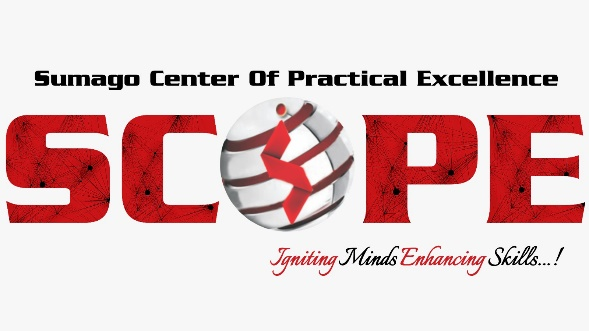 Sumago Center Of Practical Excellence
SCOPE
Igniting Minds Enhancing Skills...!